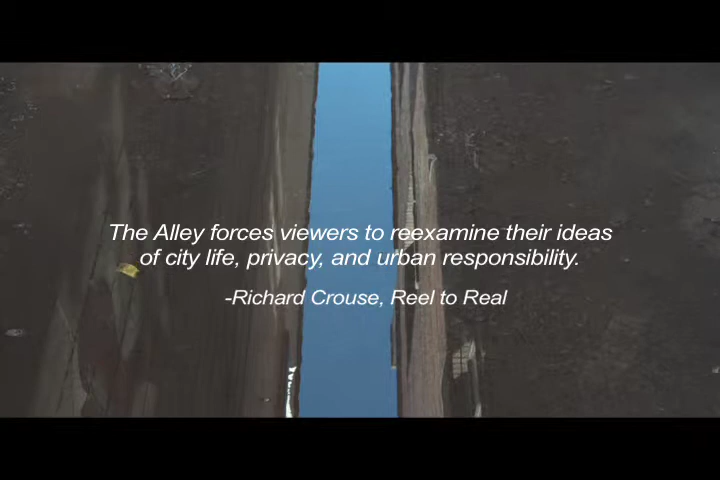 The Alley forces viewers to reexamine their ideas
of city life, privacy, and urban responsibility.
-Richard Crouse, Reel to Real